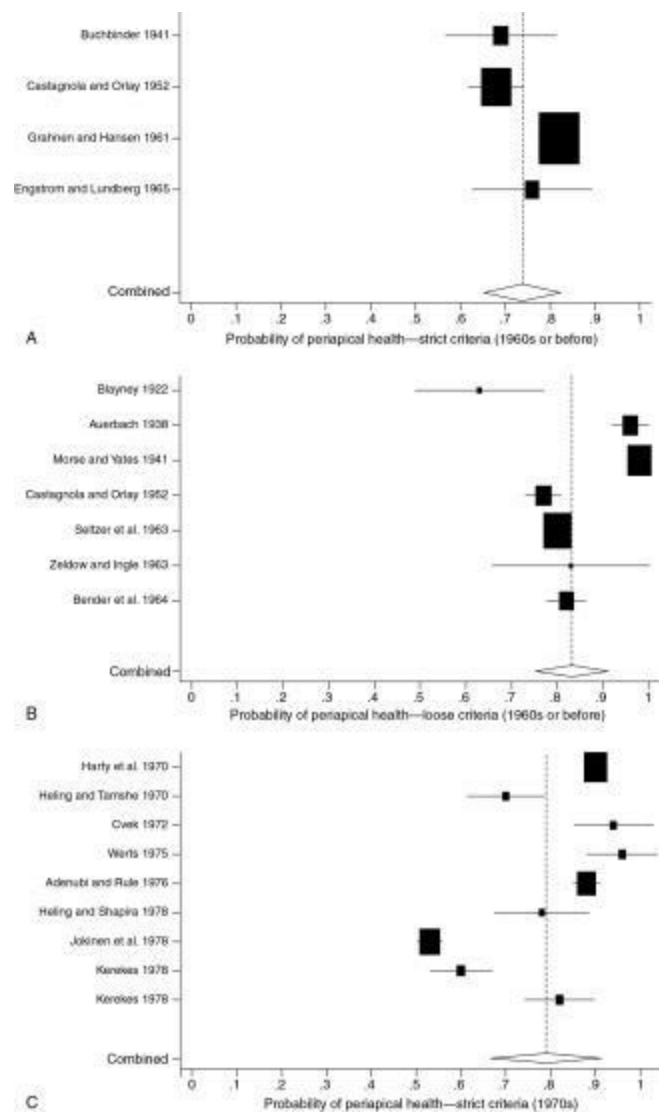 Buchbinder 1941
Castagnola and Orlay 1952
Grahnen and Hansen 1961
Engstrom and Lundberg 1965
Combined
0 .1 .2 .3 .4 .5 .6 .7 .8 .9 1
A Probability of periapical health—strict criteria (1960s or before)
Blayney 1922
Auerbach 1938
Morse and Yates 1941
Castagnola and Orlay 1952
Seltzer et al. 1963
Zeldow and Ingle 1963
Bender et al. 1964
Combined
0 .1 .2 .3 .4 .5 .6 .7 .8 .9 1
B Probability of periapical health—loose criteria (1960s or before)
Harty et al. 1970
Heling and Tamshe 1970
Cvek 1972
Werts 1975
Adenubi and Rule 1976
Heling and Shapira 1978
Jokinen et al. 1978
Kerekes 1978
Kerekes 1978
Combined
0 .1 .2 .3 .4 .5 .6 .7 .8 .9 1
C Probability of periapical health—strict criteria (1970s)